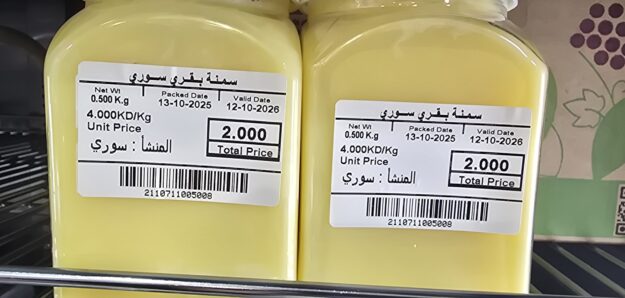 سمنة بقري سوري
Net Wt Packed Date Valid Date
0.500 K.g 13-10-2025 12-10-2026
4.000KD/Kg
Unit Price
2.000
Total Price
المنشأ : سوري
2110711005008
سمنة بقري سوري
Net Wt Packed Date Valid Date
0.500 K.g 13-10-2025 12-10-2026
4.000KD/Kg
Unit Price
2.000
Total Price
المنشأ : سوري
2110711005008